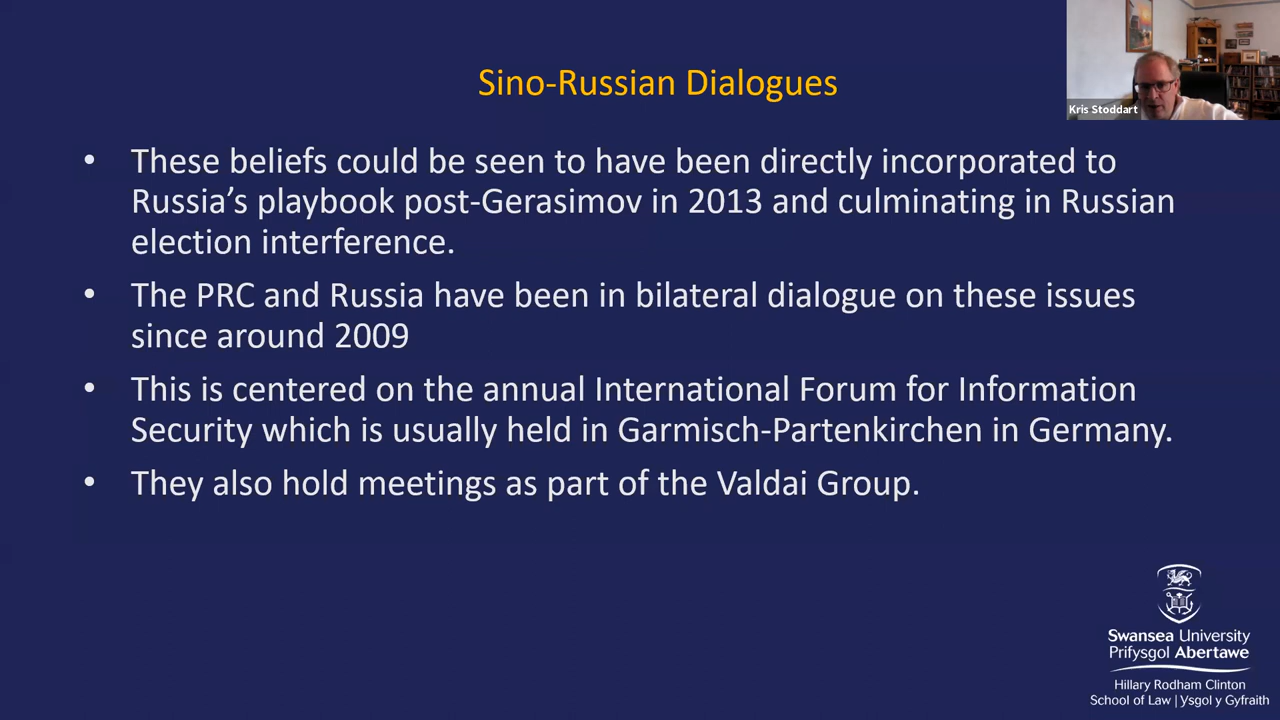 Kris Stoddart
Sino-Russian Dialogues
• These beliefs could be seen to have been directly incorporated to
Russia’s playbook post-Gerasimov in 2013 and culminating in Russian
election interference.
• The PRC and Russia have been in bilateral dialogue on these issues
since around 2009
• This is centered on the annual International Forum for Information
Security which is usually held in Garmisch-Partenkirchen in Germany.
• They also hold meetings as part of the Valdai Group.
Swansea University
Prifysgol Abertawe
Hillary Rodham Clinton
School of Law | Ysgol y Gyfraith